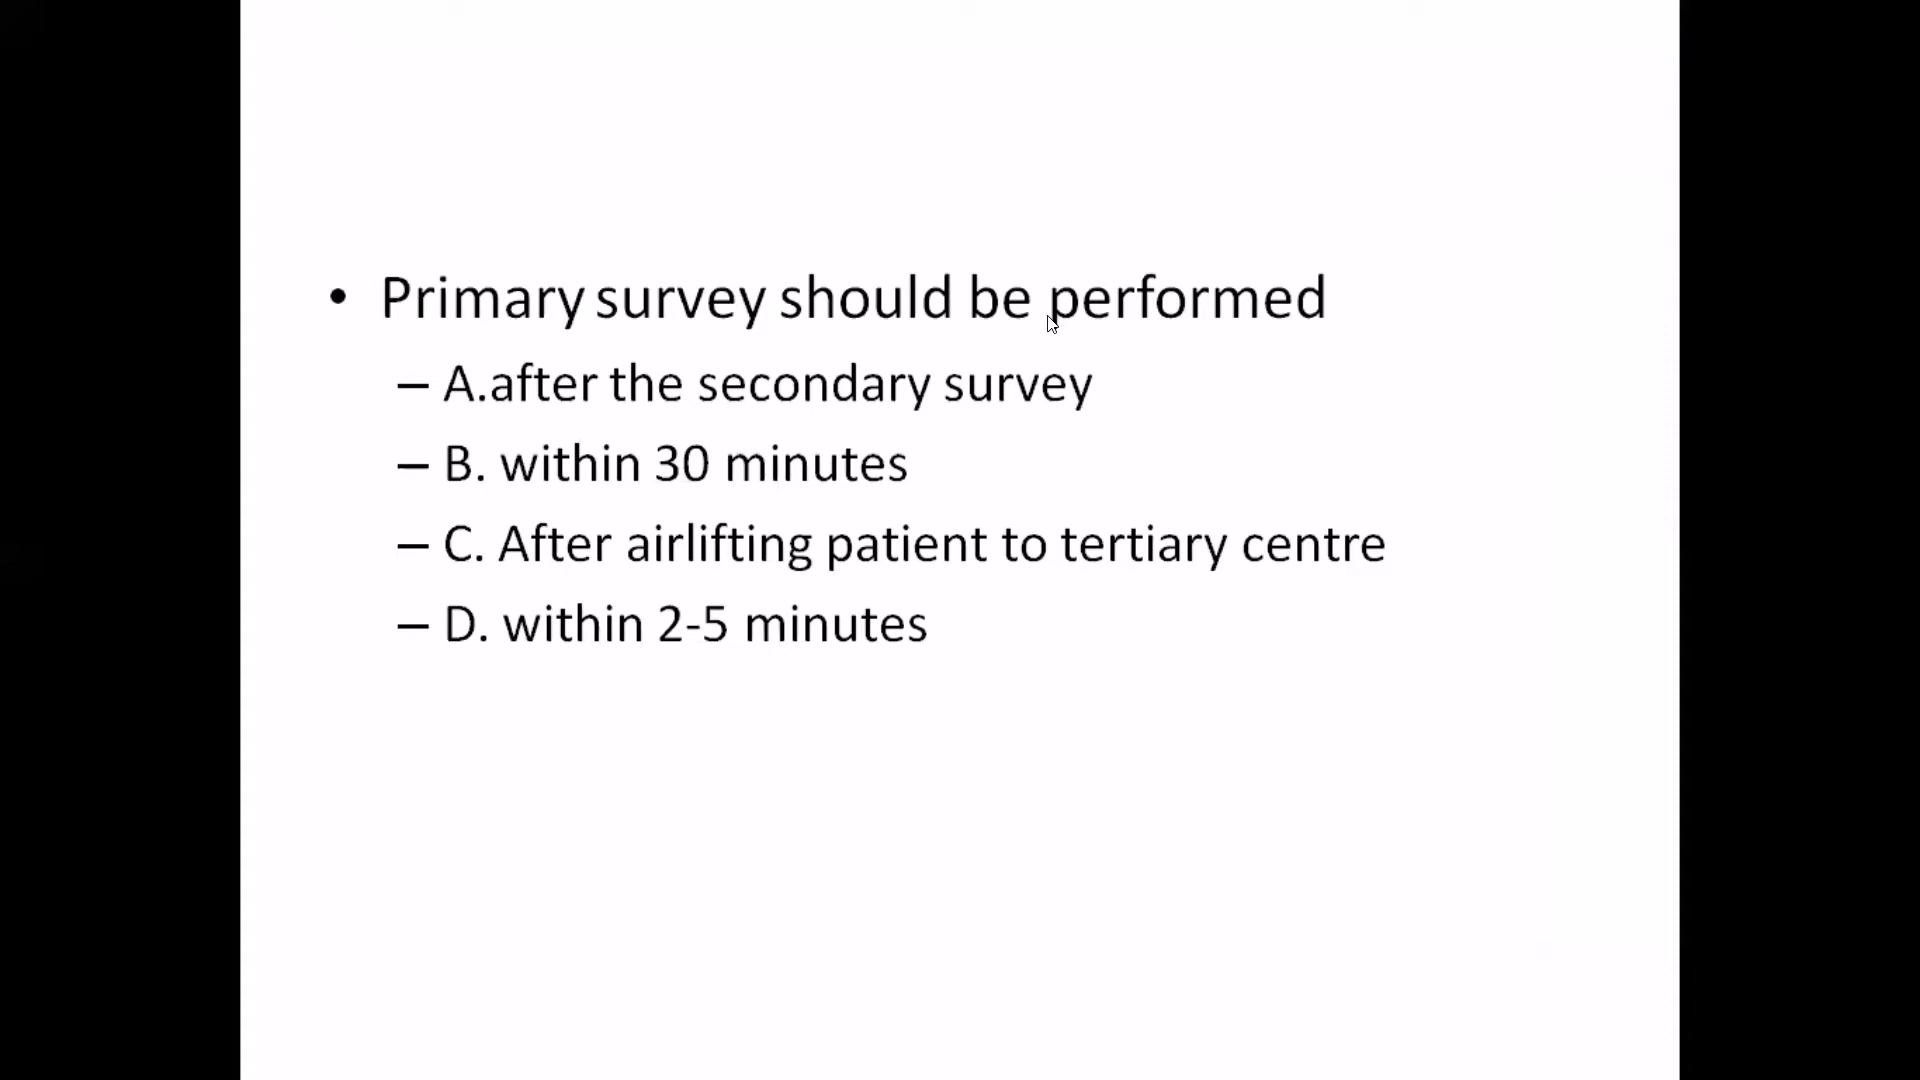 • Primary survey should be performed
– A.after the secondary survey
– B. within 30 minutes
– C. After airlifting patient to tertiary centre
– D. within 2-5 minutes